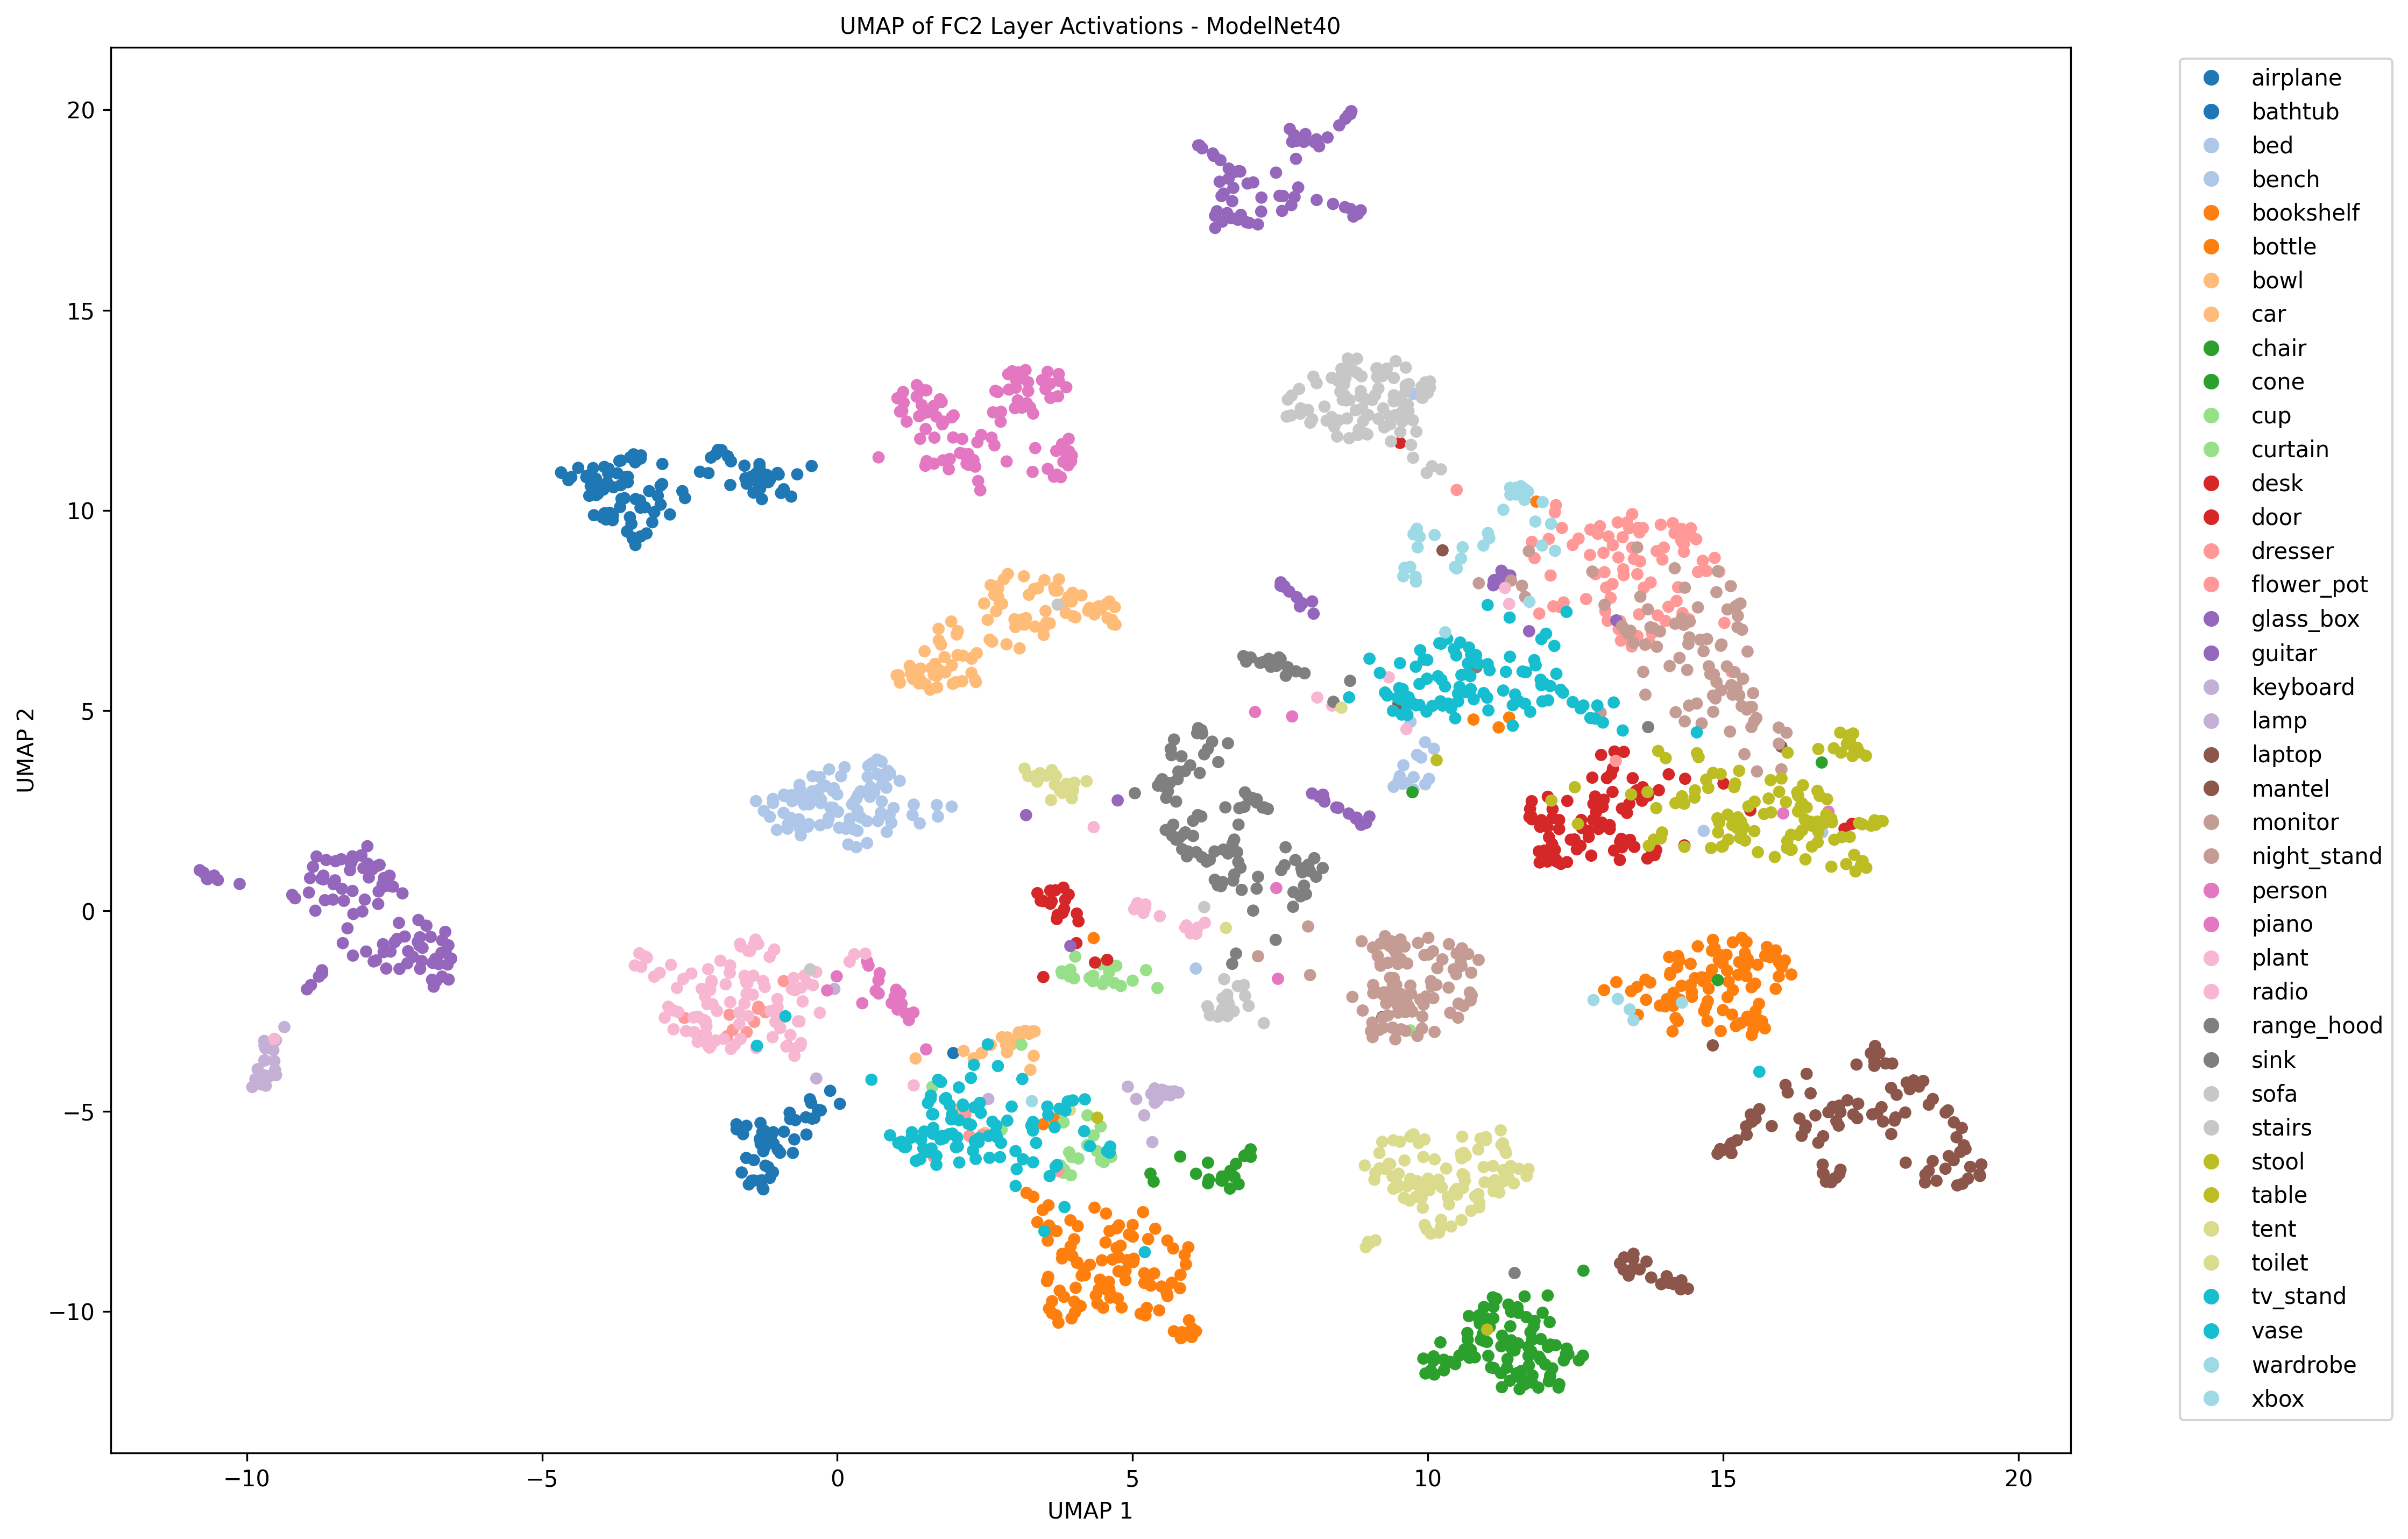 UMAP of FC2 Layer Activations - ModelNet40
20
15
10
5
0
−5
−10
UMAP 2
−10
−5
0
5
10
15
20
UMAP 1
airplane
bathtub
bed
bench
bookshelf
bottle
bowl
car
chair
cone
cup
curtain
desk
door
dresser
flower_pot
glass_box
guitar
keyboard
lamp
laptop
mantel
monitor
night_stand
person
piano
plant
radio
range_hood
sink
sofa
stairs
stool
table
tent
toilet
tv_stand
vase
wardrobe
xbox